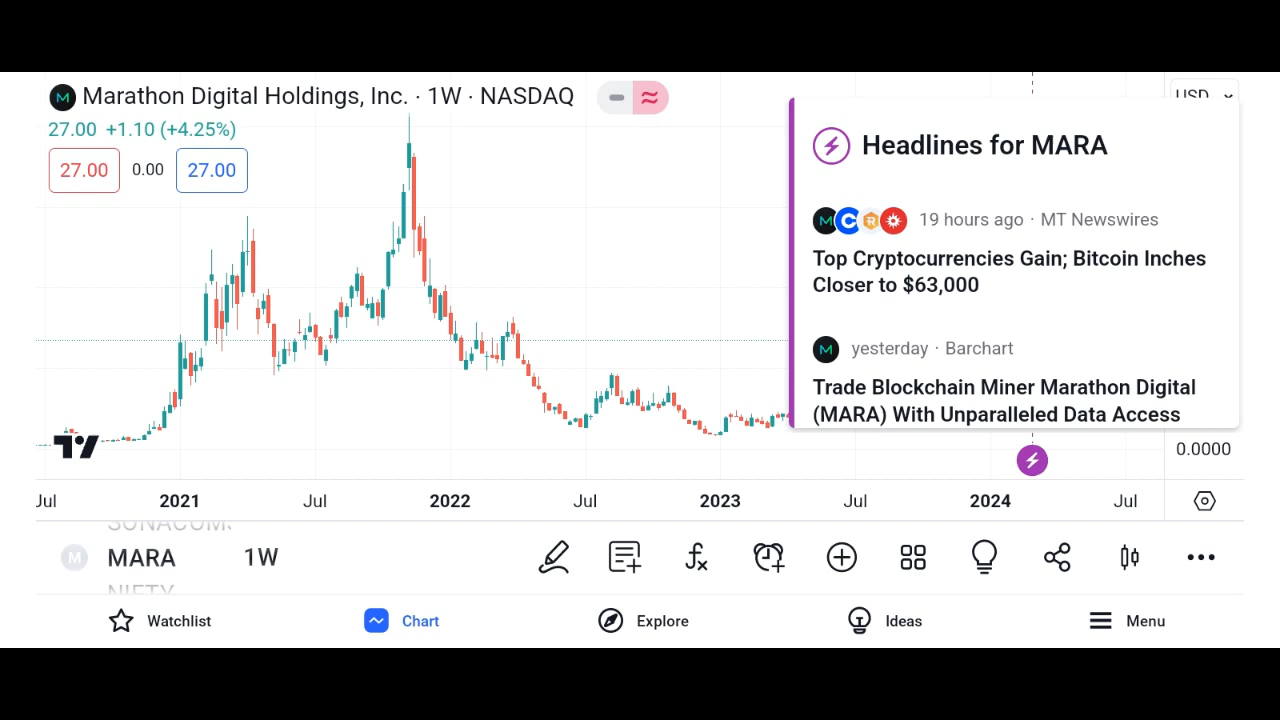 Marathon Digital Holdings, Inc. · 1W · NASDAQ
27.00 +1.10 (+4.25%)
27.00 0.00 27.00
USD
Headlines for MARA
19 hours ago · MT Newswires
Top Cryptocurrencies Gain; Bitcoin Inches
Closer to $63,000
yesterday · Barchart
Trade Blockchain Miner Marathon Digital
(MARA) With Unparalleled Data Access
0.0000
Jul 2021 Jul 2022 Jul 2023 Jul 2024 Jul
M MARA 1W
NIFTY
Watchlist Chart Explore Ideas Menu